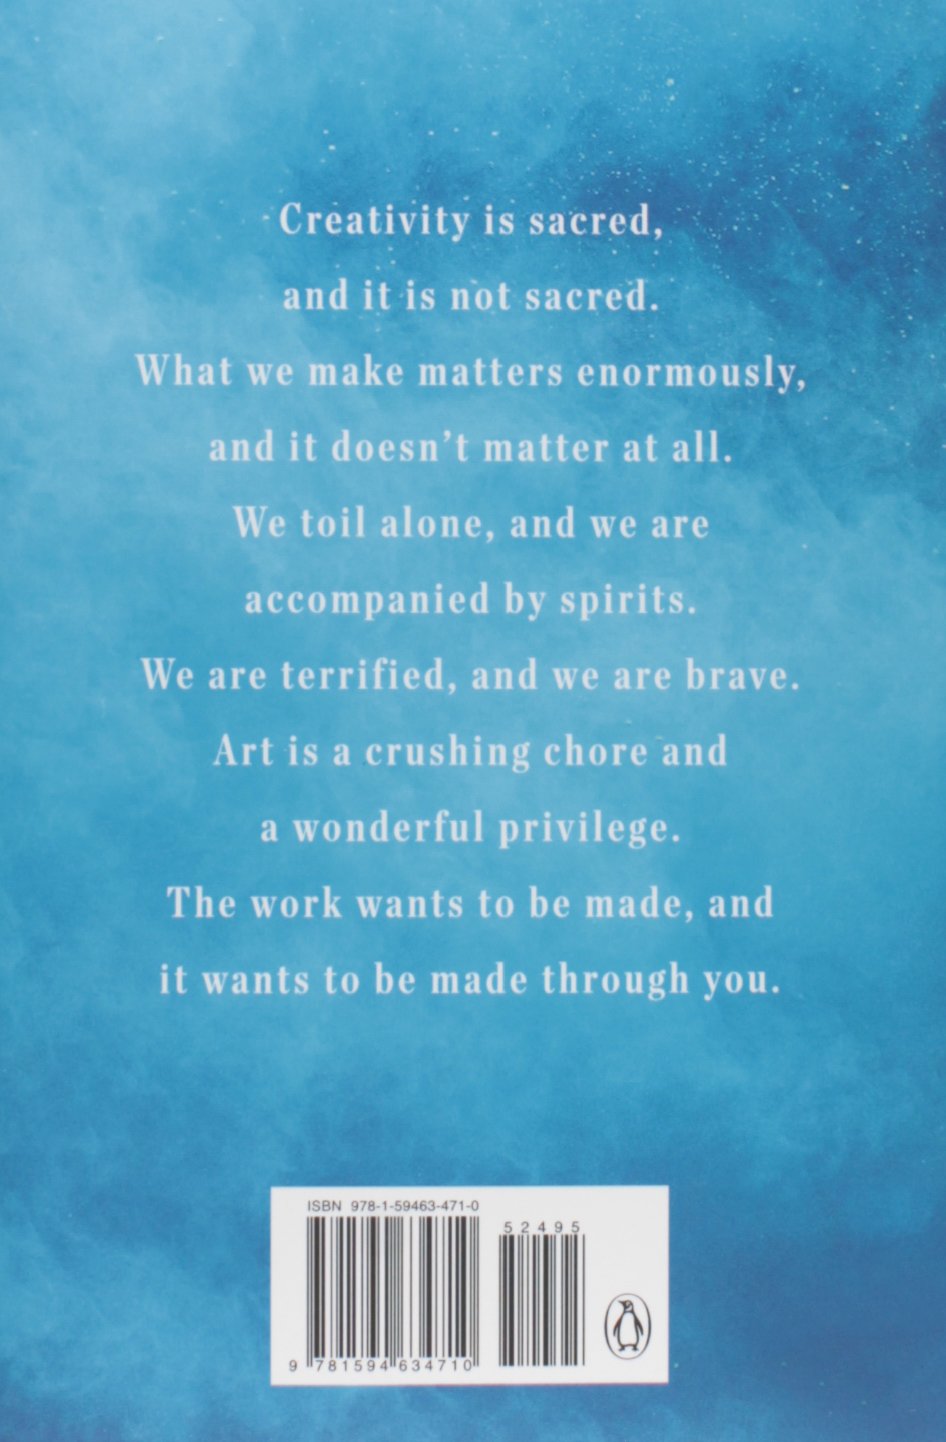 Creativity is sacred,
and it is not sacred.
What we make matters enormously,
and it doesn’t matter at all.
We toil alone, and we are
accompanied by spirits.
We are terrified, and we are brave.
Art is a crushing chore and
a wonderful privilege.
The work wants to be made, and
it wants to be made through you.
ISBN 978-1-59463-471-0
52495
9 781594 634710